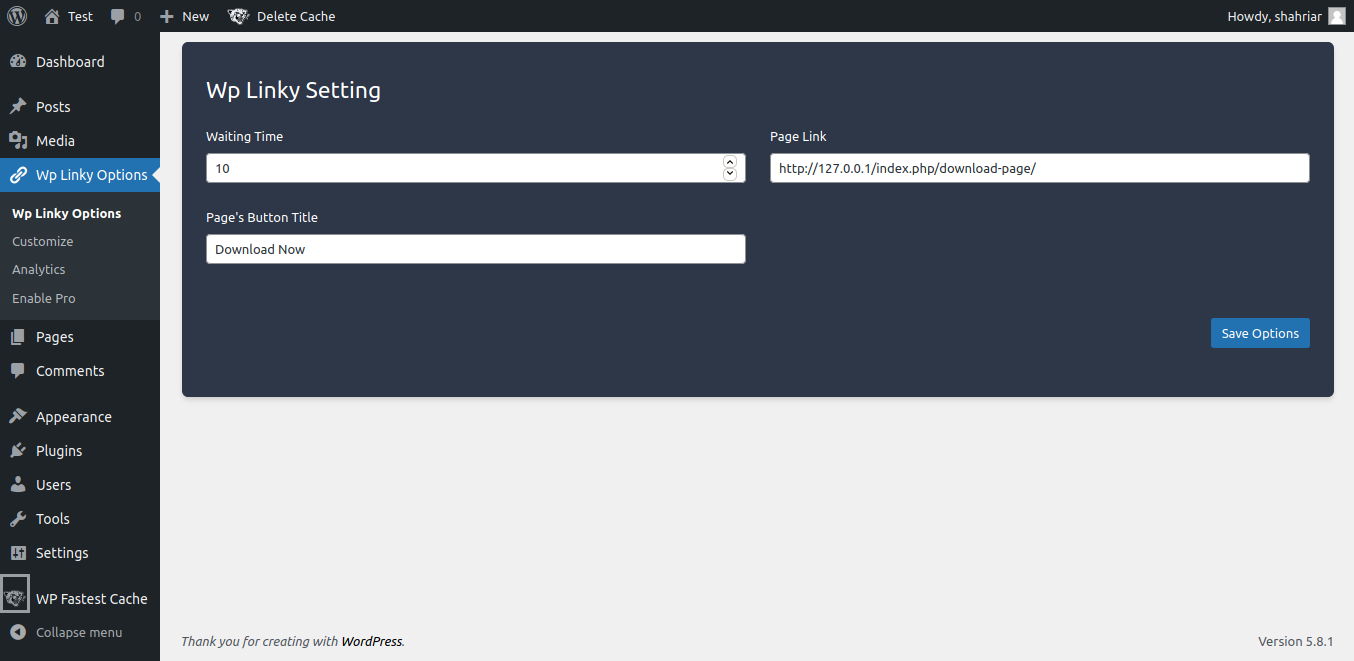 Test 0 New Delete Cache Howdy, shahriar
Dashboard
Posts
Media
Wp Linky Options
Wp Linky Options
Customize
Analytics
Enable Pro
Pages
Comments
Appearance
Plugins
Users
Tools
Settings
WP Fastest Cache
Collapse menu
Wp Linky Setting
Waiting Time
10
Page Link
http://127.0.0.1/index.php/download-page/
Page's Button Title
Download Now
Save Options
Thank you for creating with WordPress. Version 5.8.1